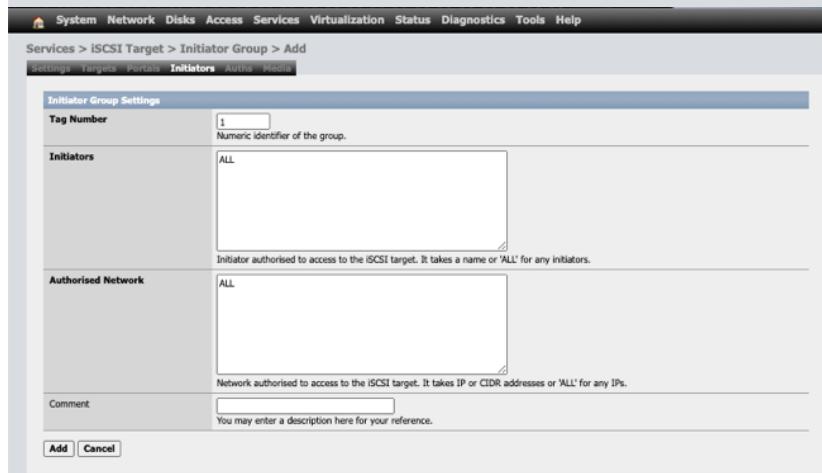 System Network Disks Access Services Virtualization Status Diagnostics Tools Help
Services > iSCSI Target > Initiator Group > Add
Settings Targets Portals Initiators Auths Media
Initiator Group Settings
Tag Number
1
Numeric identifier of the group.
Initiators
ALL
Initiator authorised to access to the iSCSI target. It takes a name or 'ALL' for any initiators.
Authorised Network
ALL
Network authorised to access to the iSCSI target. It takes IP or CIDR addresses or 'ALL' for any IPs.
Comment
You may enter a description here for your reference.
Add Cancel